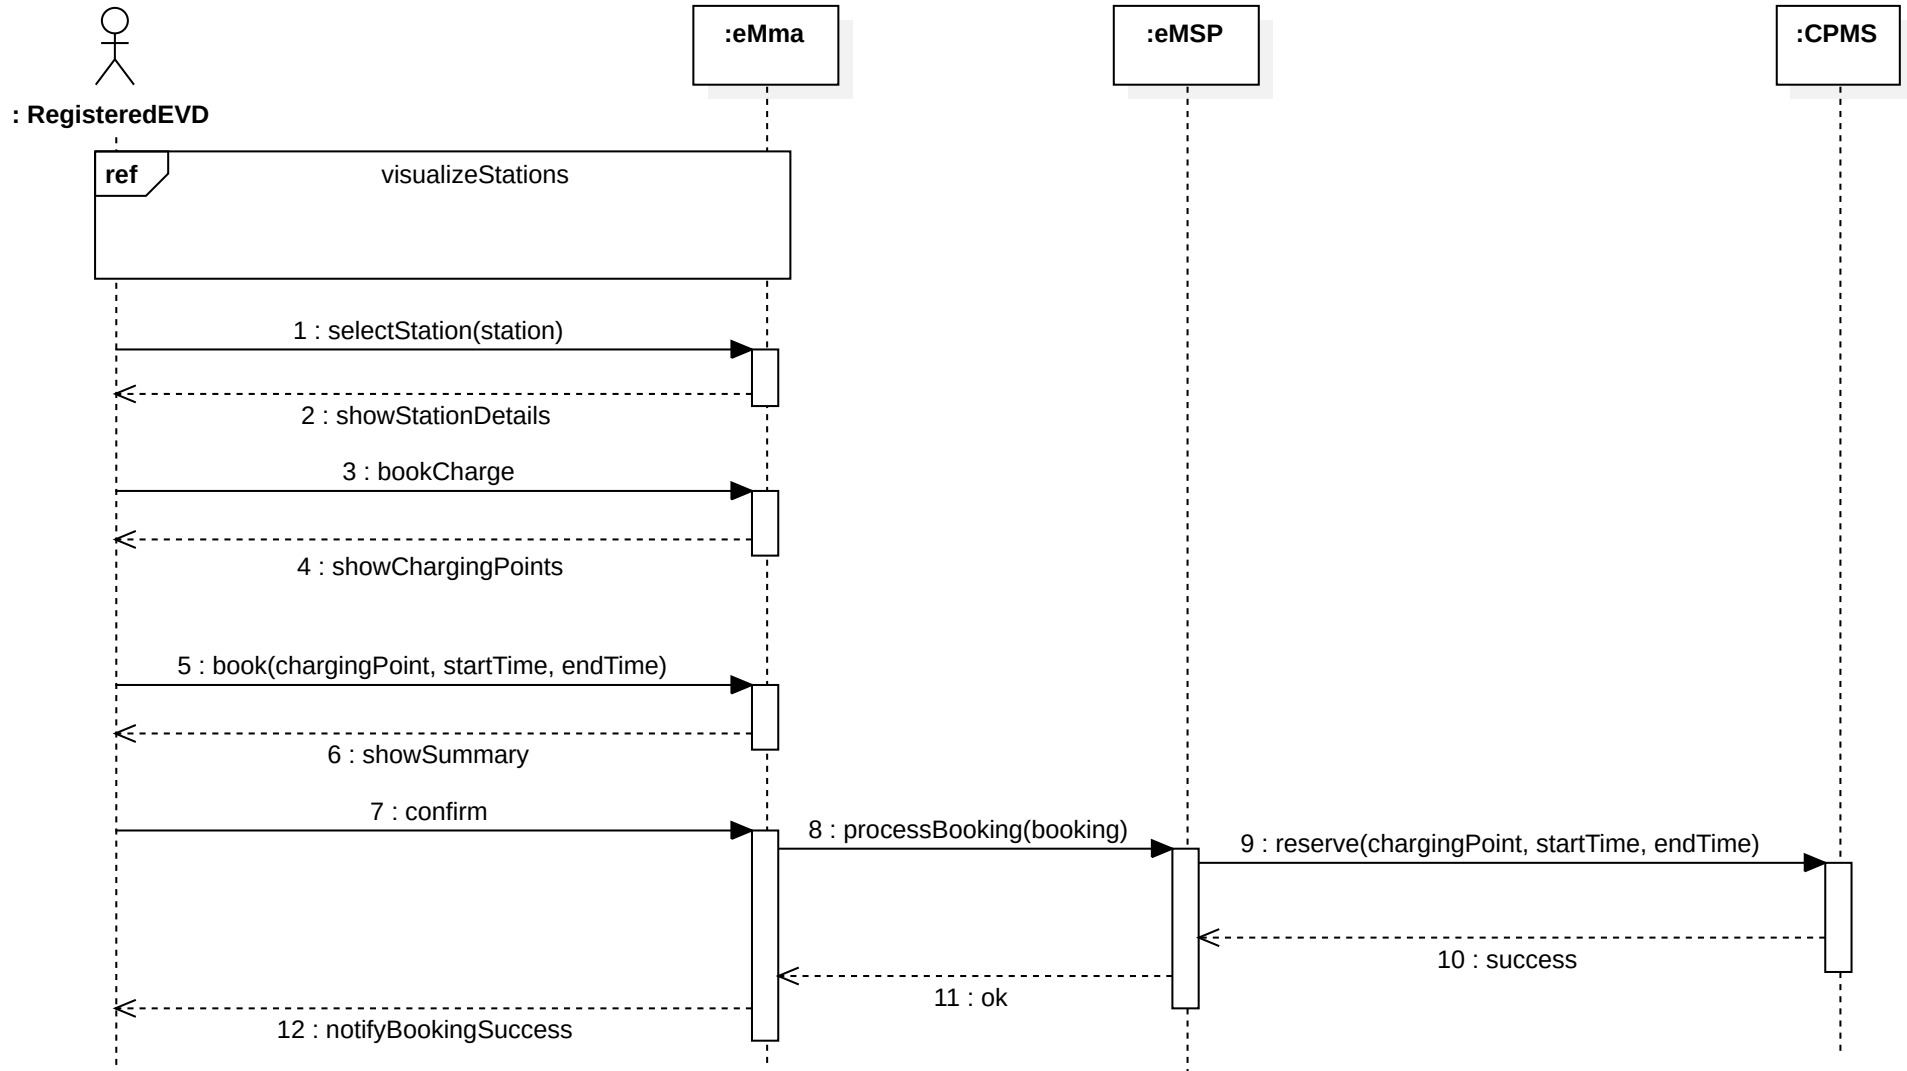 :eMma
:eMSP
:CPMS
: RegisteredEVD
ref
visualizeStations
1 : selectStation(station)
2 : showStationDetails
3 : bookCharge
4 : showChargingPoints
5 : book(chargingPoint, startTime, endTime)
6 : showSummary
7 : confirm
8 : processBooking(booking)
9 : reserve(chargingPoint, startTime, endTime)
10 : success
11 : ok
12 : notifyBookingSuccess